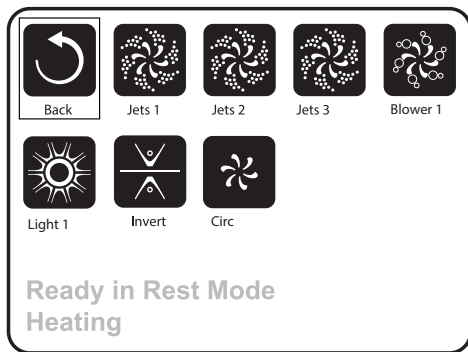 Back Jets 1 Jets 2 Jets 3 Blower 1
Light 1 Invert Circ
Ready in Rest Mode
Heating